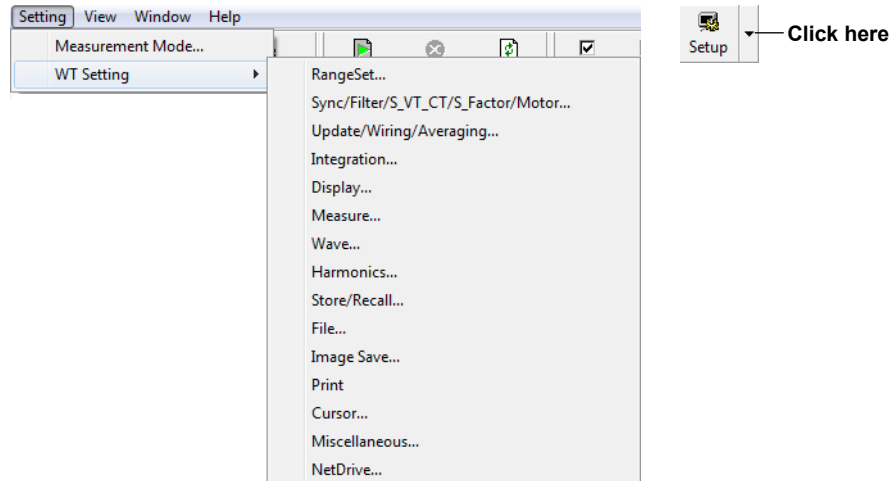 Setting View Window Help
Measurement Mode...
WT Setting
RangeSet...
Sync/Filter/S_VT_CT/S_Factor/Motor...
Update/Wiring/Averaging...
Integration...
Display...
Measure...
Wave...
Harmonics...
Store/Recall...
File...
Image Save...
Print
Cursor...
Miscellaneous...
NetDrive...
Setup
Click here